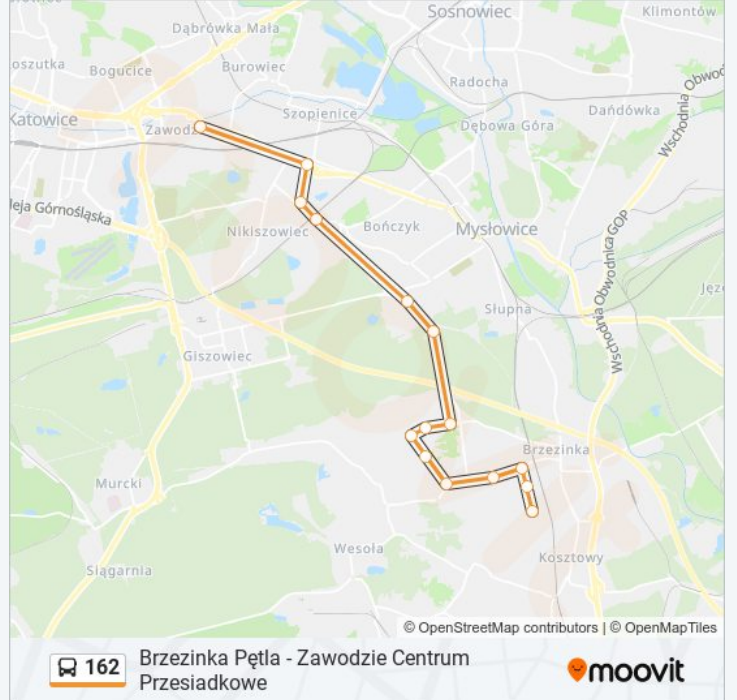 Sosnowiec
Klimontów
Dąbrówka Mała
oszutka
Bogucice
Burowiec
Radocha
Wschodnia Obwod
Szopienice
Dańdówka
Katowice
Zawodz
Dębowa Góra
leja Górnośląska
Nikiszowiec
Bończyk
Mysłowice
Wschodnia Obwodnica GOP
Jęz
Słupna
Giszowiec
Brzezinka
Murcki
Wesoła
Kosztowy
Siągarnia
© OpenStreetMap contributors | © OpenMapTiles
162
Brzezinka Pętla - Zawodzie Centrum
Przesiadkowe
moovit